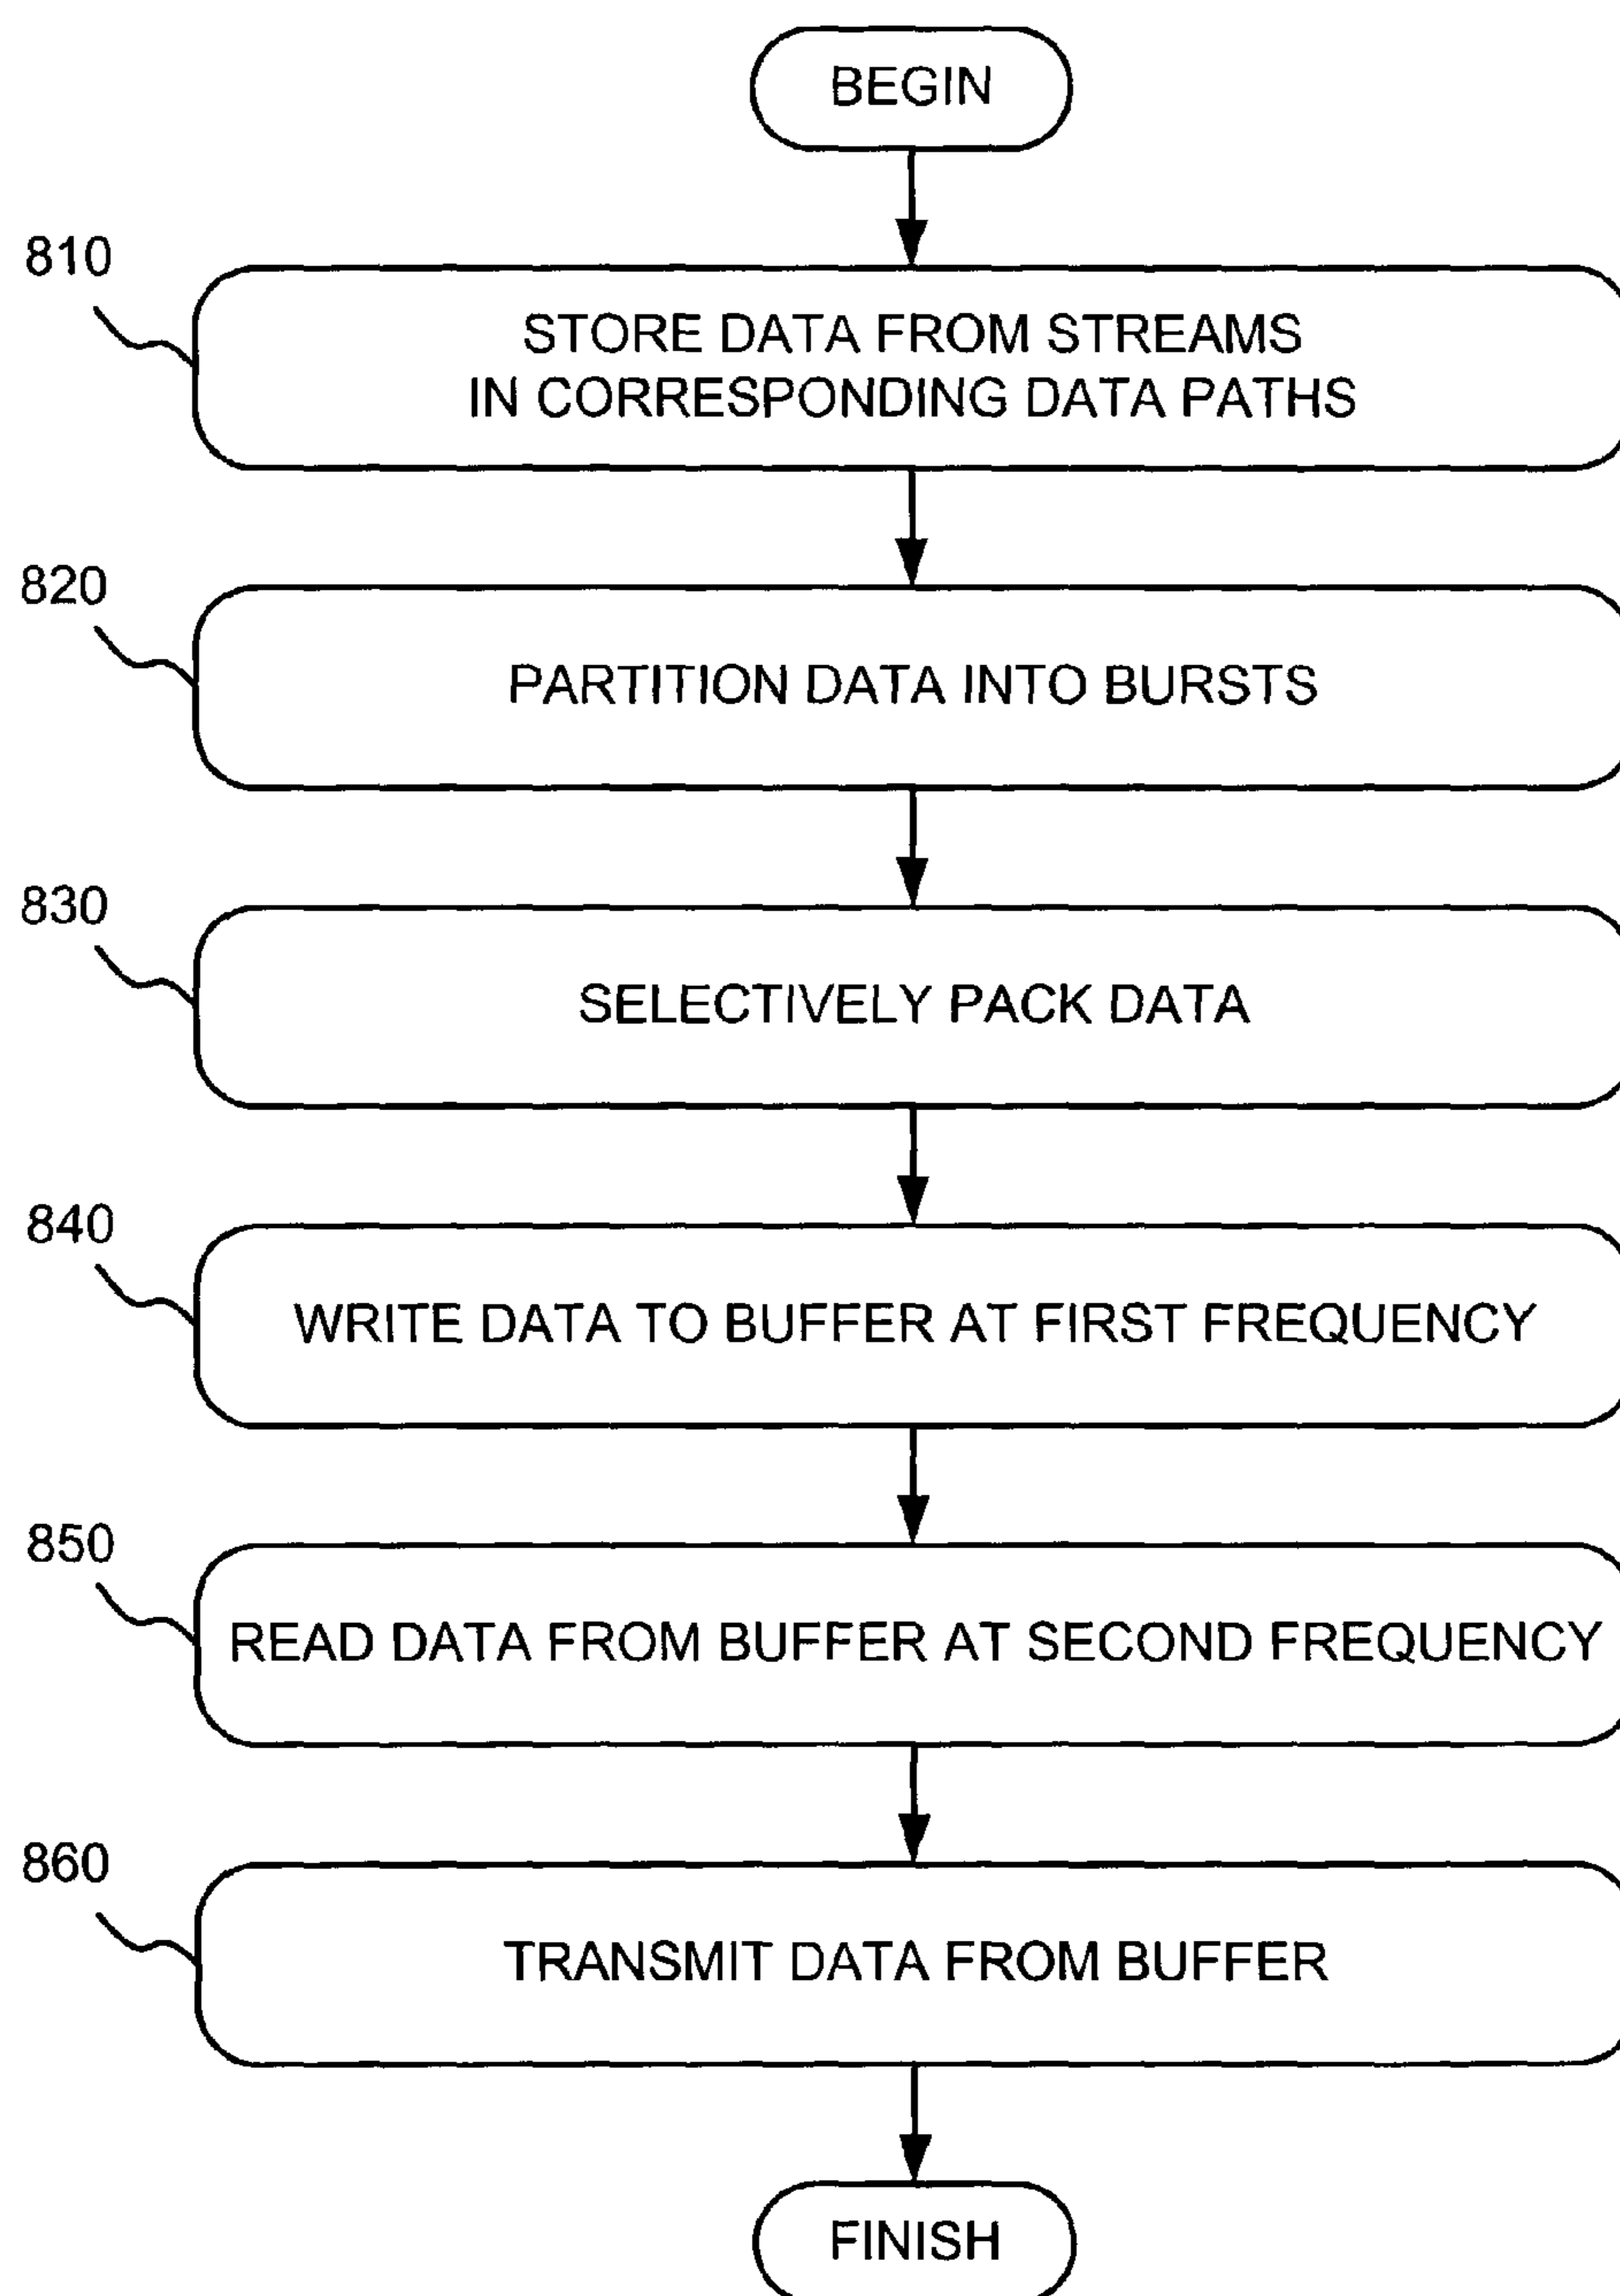 BEGIN
810
STORE DATA FROM STREAMS
IN CORRESPONDING DATA PATHS
820
PARTITION DATA INTO BURSTS
830
SELECTIVELY PACK DATA
840
WRITE DATA TO BUFFER AT FIRST FREQUENCY
850
READ DATA FROM BUFFER AT SECOND FREQUENCY
860
TRANSMIT DATA FROM BUFFER
FINISH